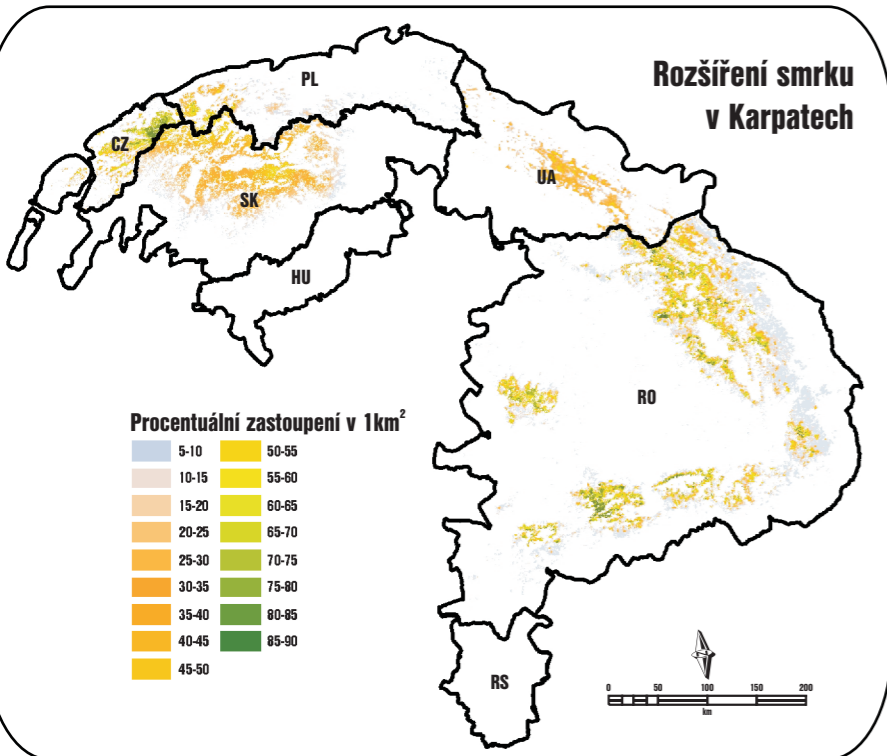 Rozšíření smrku
v Karpatech
PL
CZ
SK
UA
HU
RO
RS
Procentuální zastoupení v 1km²
5-10
10-15
15-20
20-25
25-30
30-35
35-40
40-45
45-50
50-55
55-60
60-65
65-70
70-75
75-80
80-85
85-90
0 50 100 150 200
km